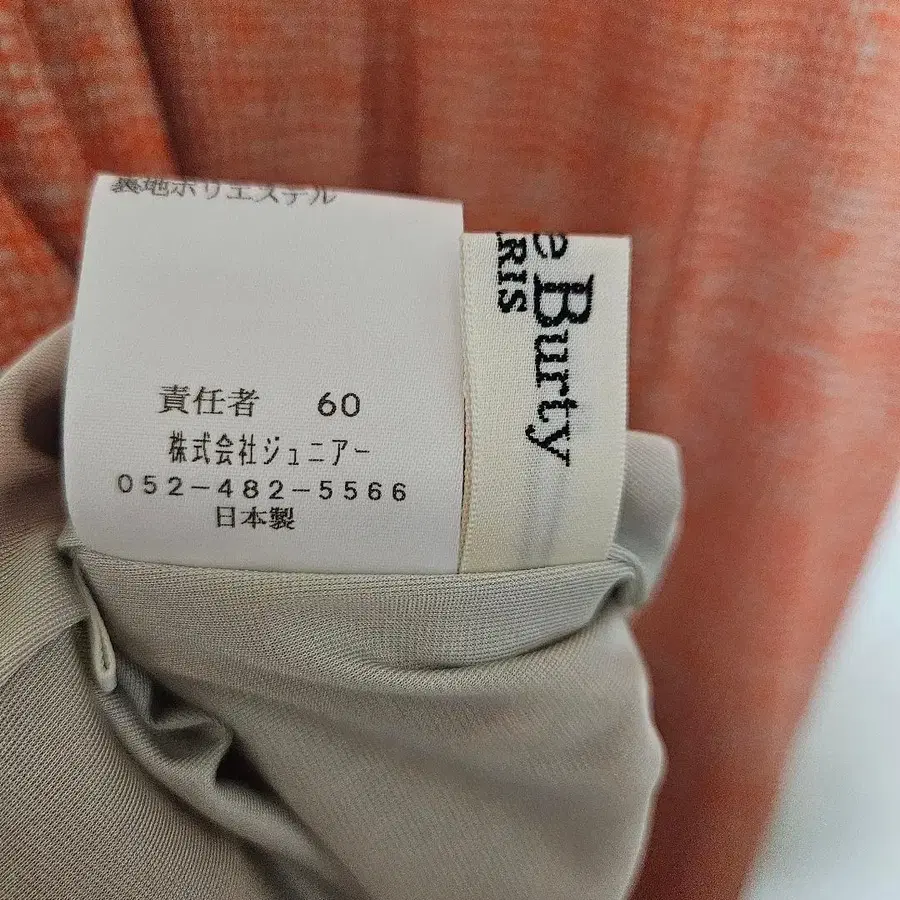 裏地ポリエステル
責任者 60
株式会社ジュニアー
052-482-5566
日本製
e Burty
RIS